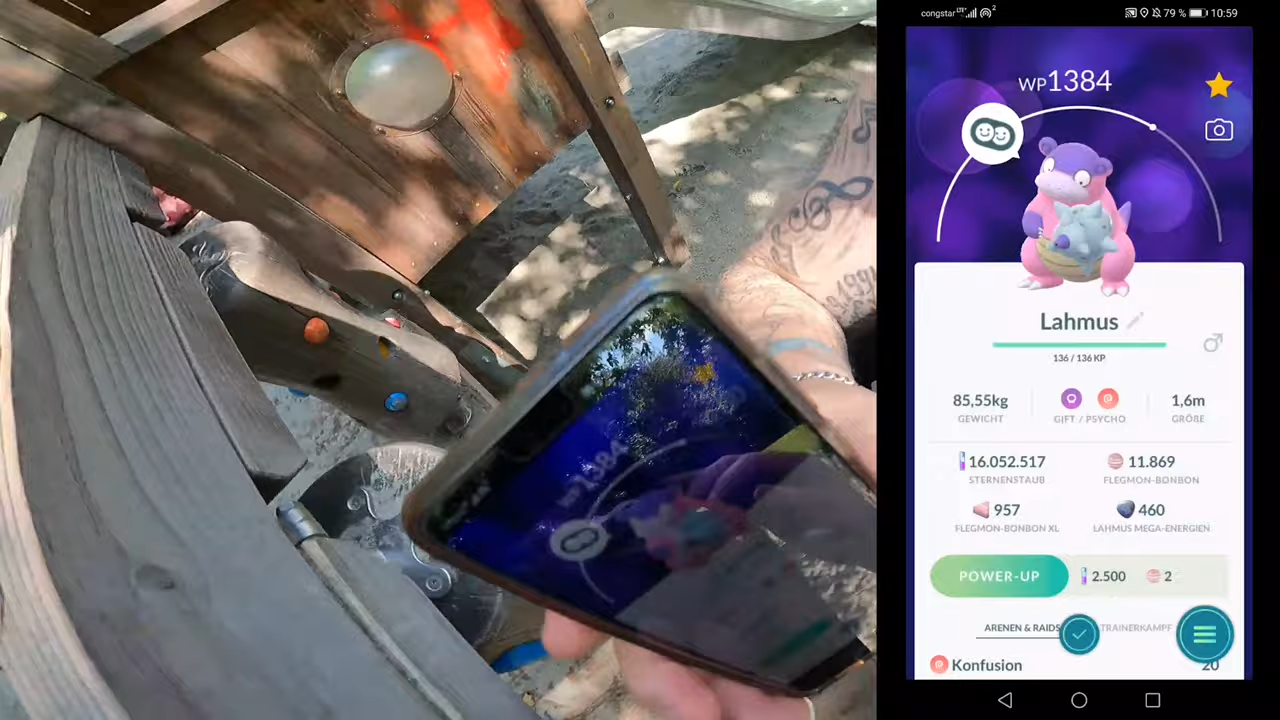 1384
congstar
2
79 %
10:59
WP1384
Lahmus
136 / 136 KP
85,55kg
GEWICHT
GIFT / PSYCHO
1,6m
GRÖßE
16.052.517
STERNENSTAUB
11.869
FLEGMON-BONBON
957
FLEGMON-BONBON XL
460
LAHMUS MEGA-ENERGIEN
POWER-UP
2.500
2
ARENEN & RAIDS
TRAINERKAMPF
Konfusion
20